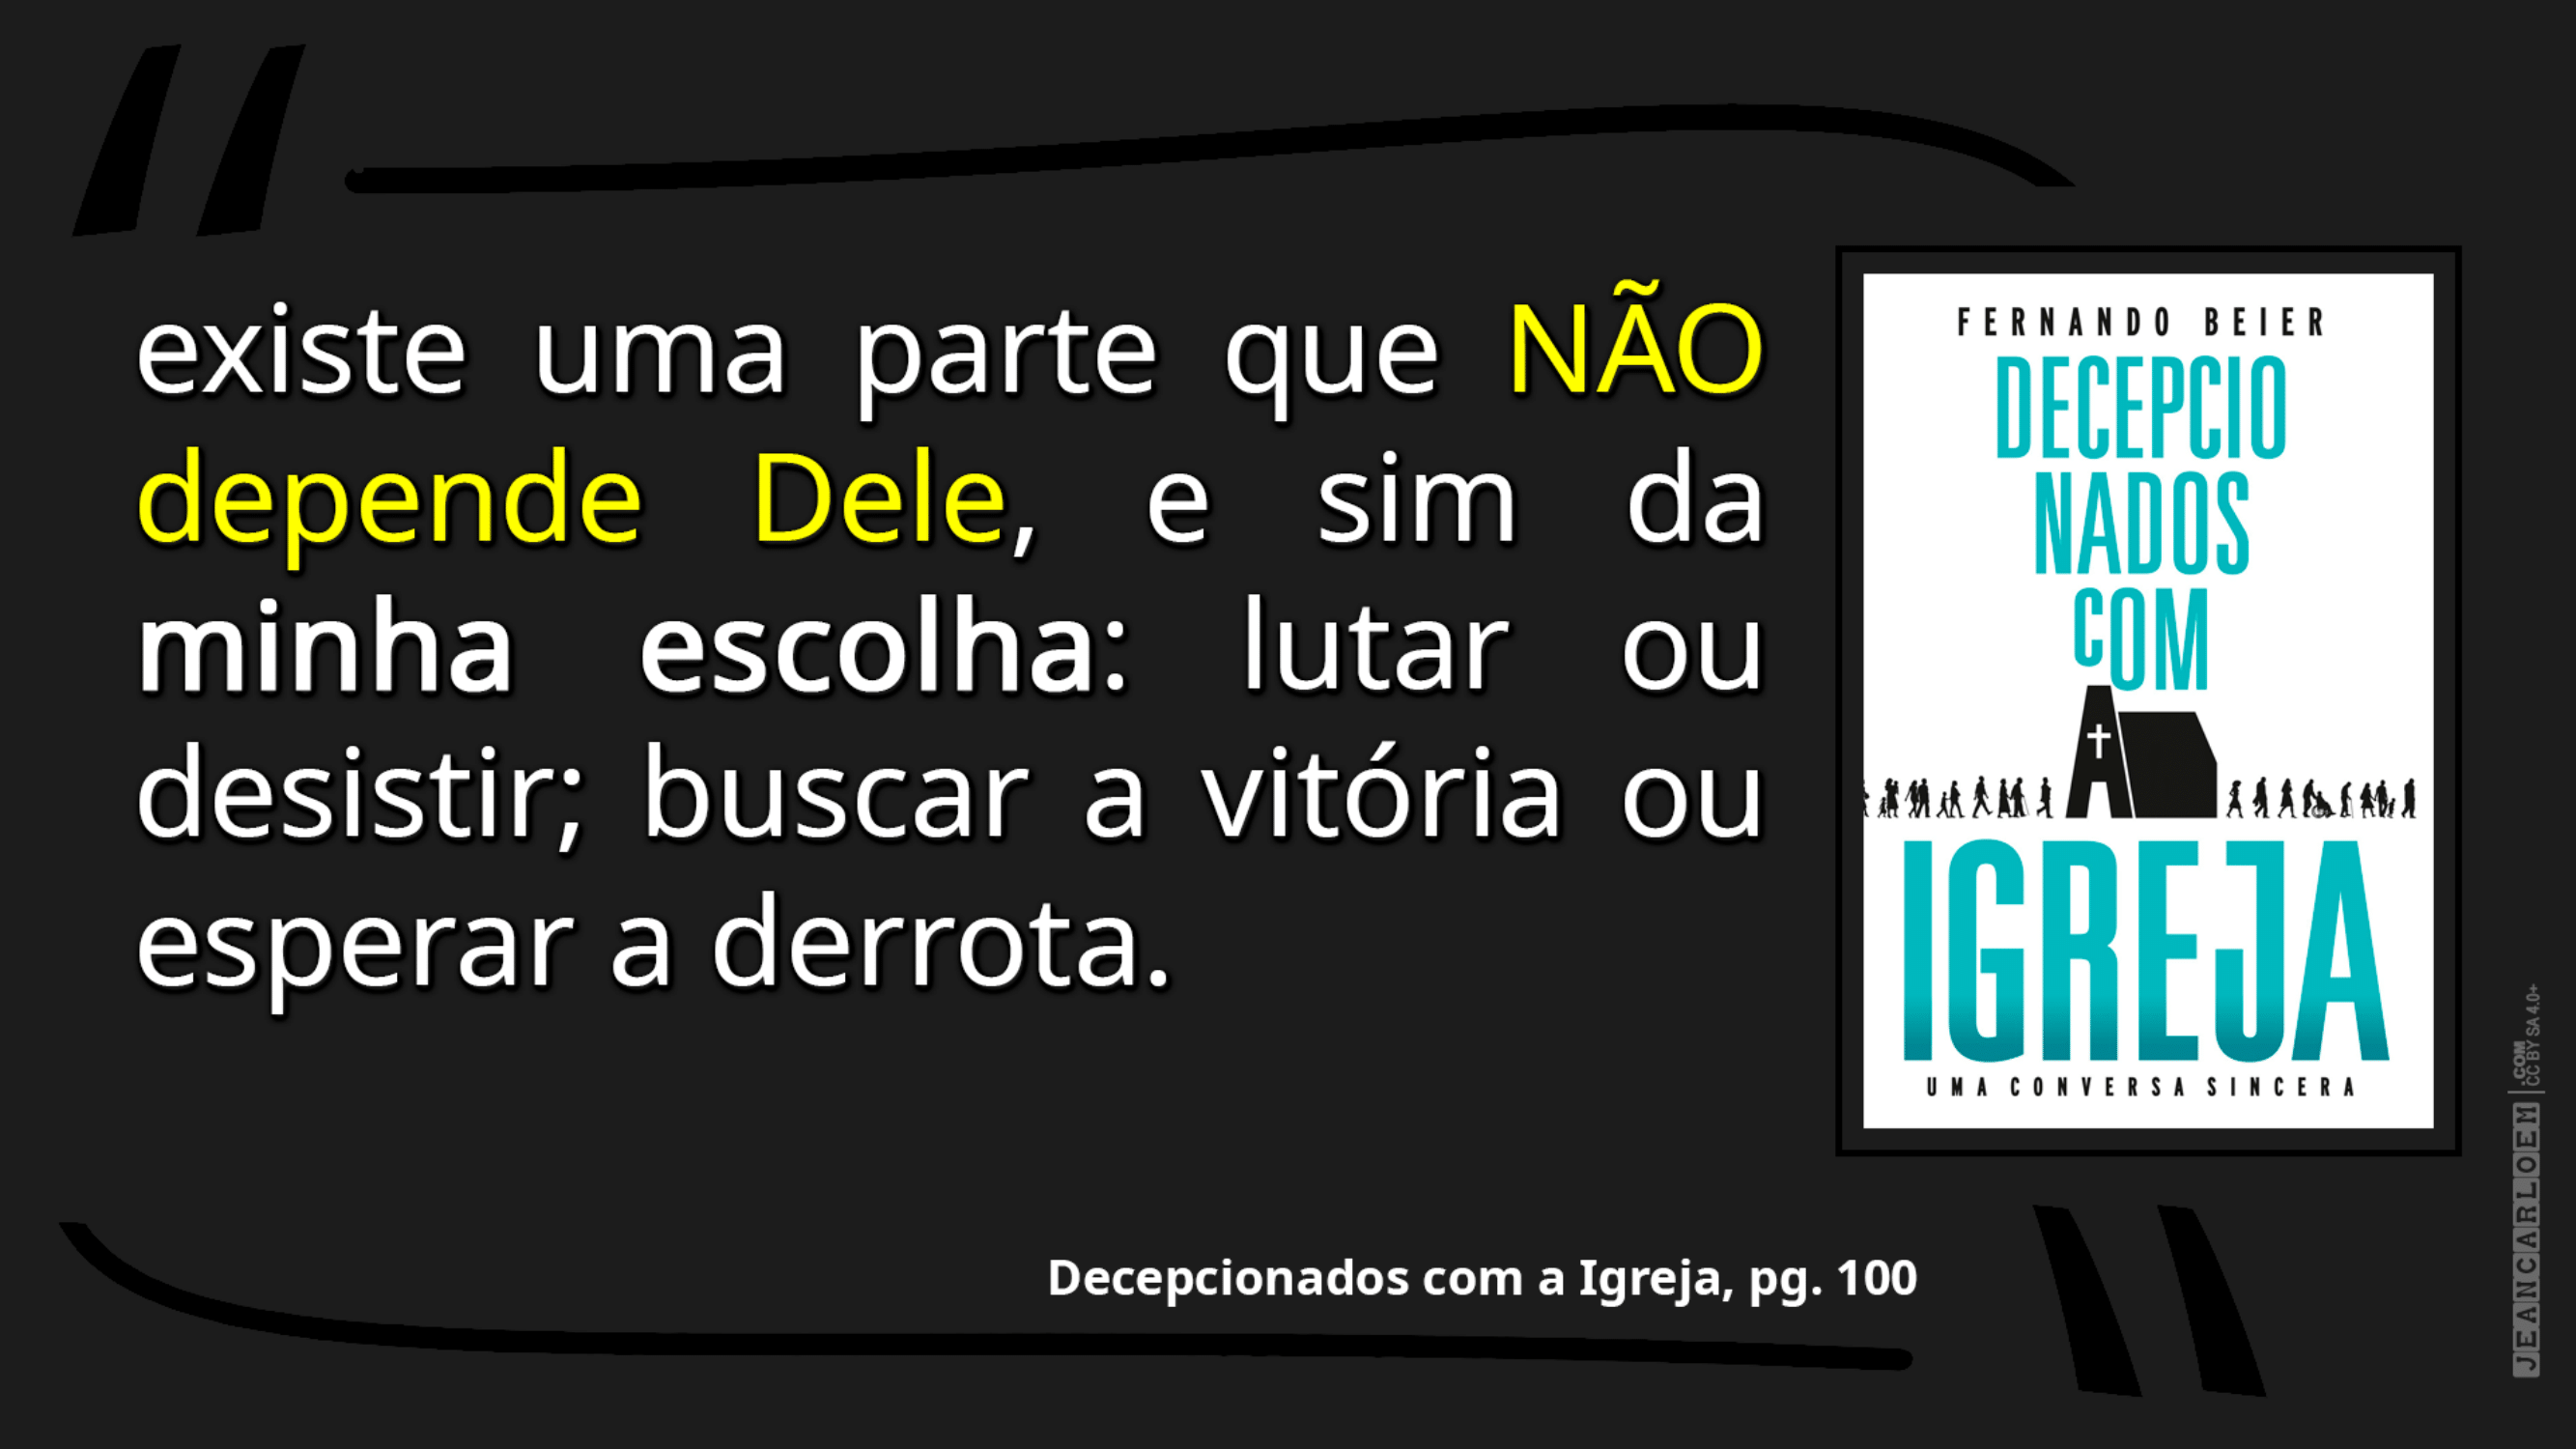 existe uma parte que NÃO
depende Dele, e sim da
minha escolha: lutar ou
desistir; buscar a vitória ou
esperar a derrota.
FERNANDO BEIER
DECEPCIO
NADOS
COM
A
IGREJA
UMA CONVERSA SINCERA
Decepcionados com a Igreja, pg. 100
JEANCARLOEM
.COM
CC BY SA 4.0+